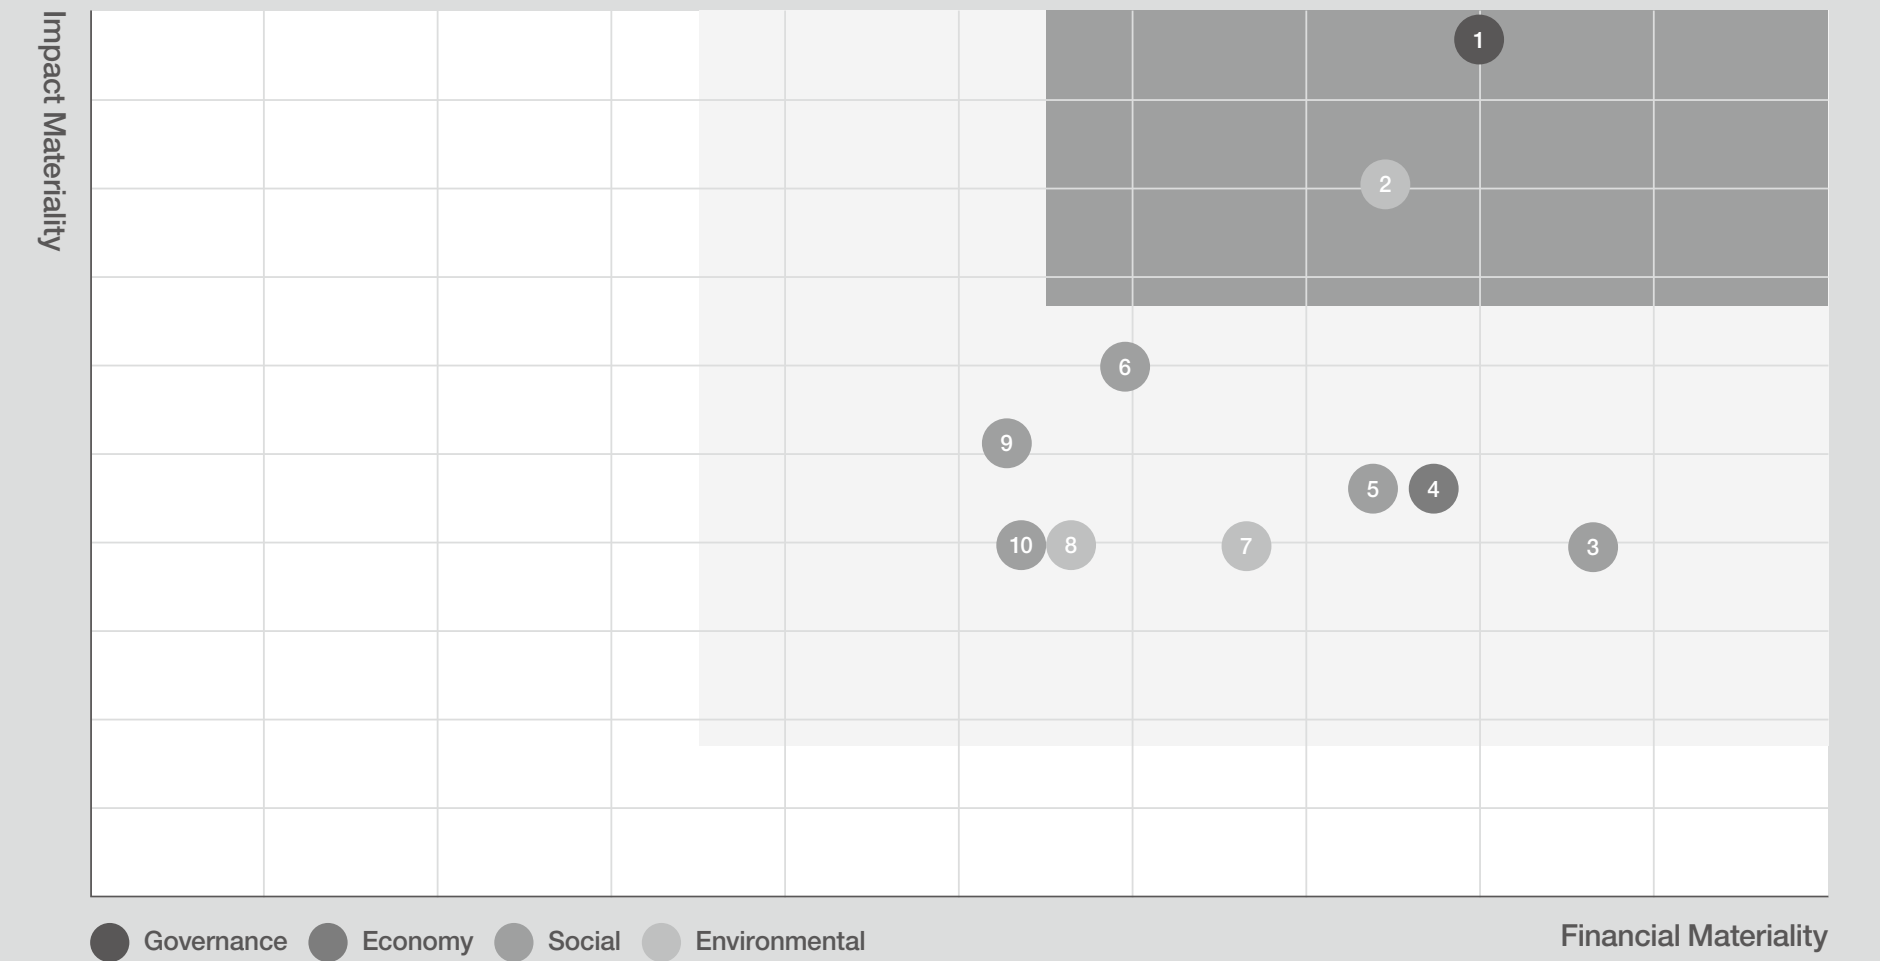 Impact Materiality
1
2
6
9
5 4
10 8 7 3
Governance Economy Social Environmental
Financial Materiality